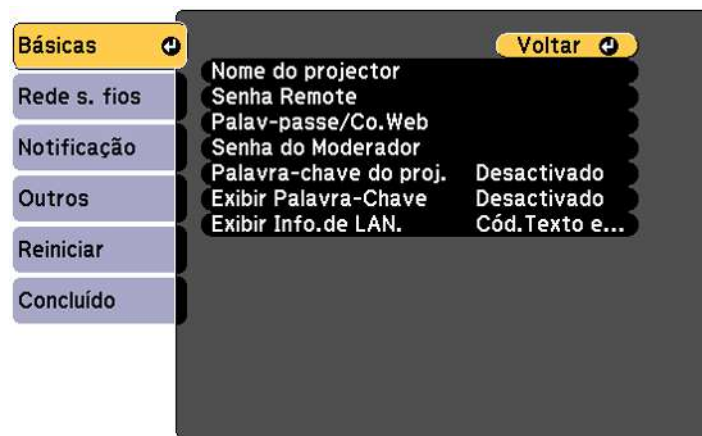 Básicas
Rede s. fios
Notificação
Outros
Reiniciar
Concluído
Voltar
Nome do projector
Senha Remote
Palav-passe/Co.Web
Senha do Moderador
Palavra-chave do proj. Desactivado
Exibir Palavra-Chave Desactivado
Exibir Info.de LAN. Cód.Texto e...